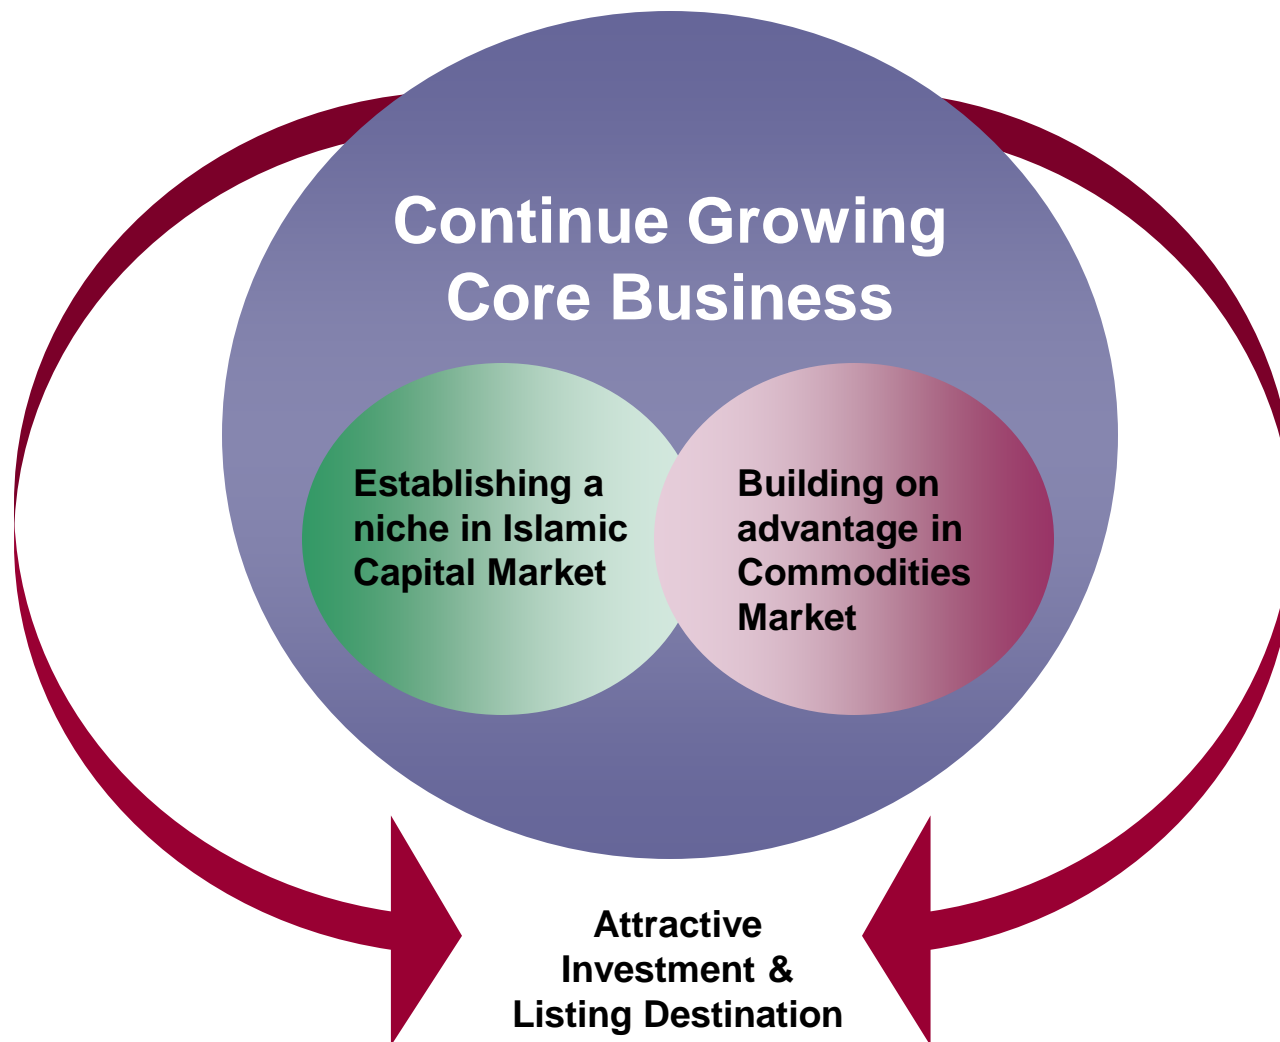 Continue Growing
Core Business
Establishing a
niche in Islamic
Capital Market
Building on
advantage in
Commodities
Market
Attractive
Investment &
Listing Destination